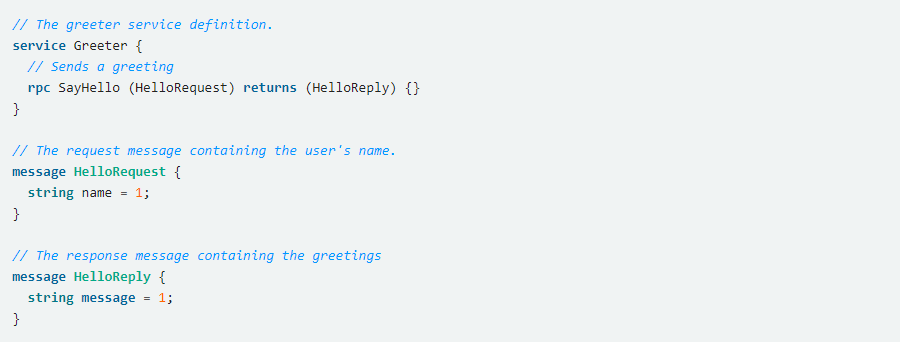 // The greeter service definition.
service Greeter {
  // Sends a greeting
  rpc SayHello (HelloRequest) returns (HelloReply) {}
}

// The request message containing the user's name.
message HelloRequest {
  string name = 1;
}

// The response message containing the greetings
message HelloReply {
  string message = 1;
}